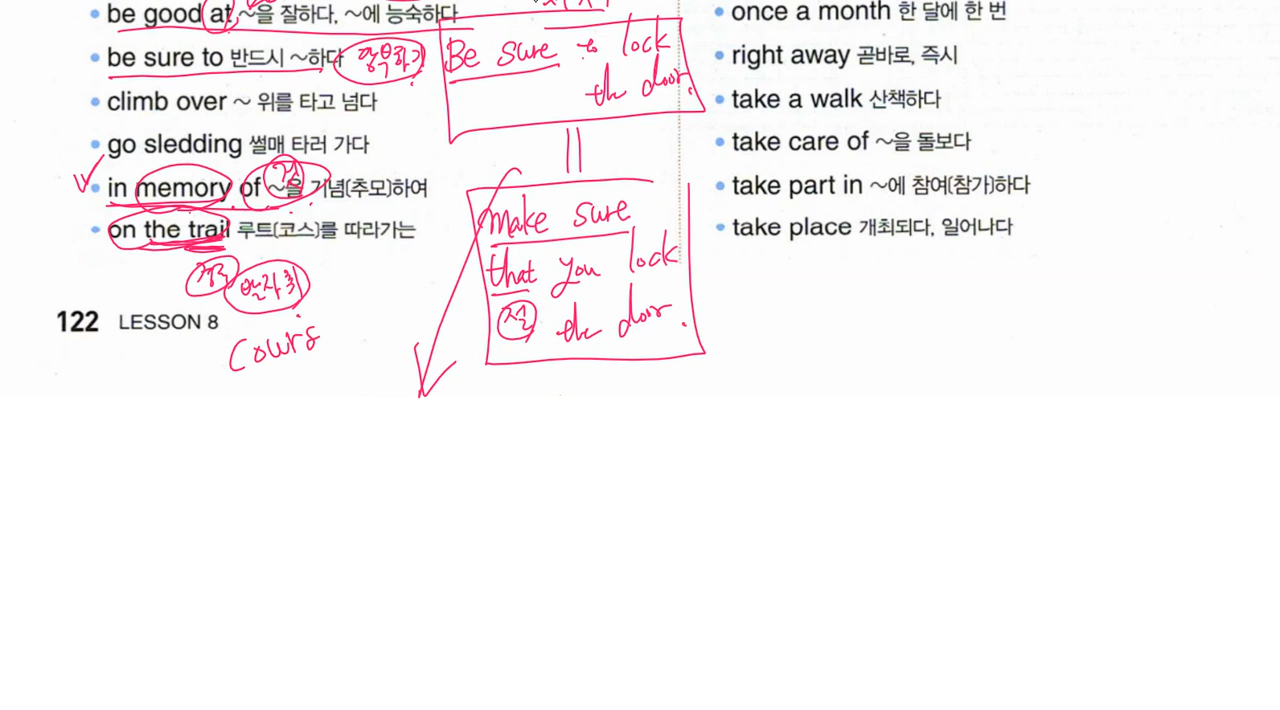 be good at ~을 잘하다, ~에 능숙하다
be sure to 반드시 ~하다
climb over ~ 위를 타고 넘다
go sledding 썰매 타러 가다
in memory of ~을 기념(추모)하여
on the trail 루트(코스)를 따라가는
발자취
Cours
122 LESSON 8
Be sure to lock
the door.
make sure
that you lock
절 the door.
once a month 한 달에 한 번
right away 곧바로, 즉시
take a walk 산책하다
take care of ~을 돌보다
take part in ~에 참여(참가)하다
take place 개최되다, 일어나다